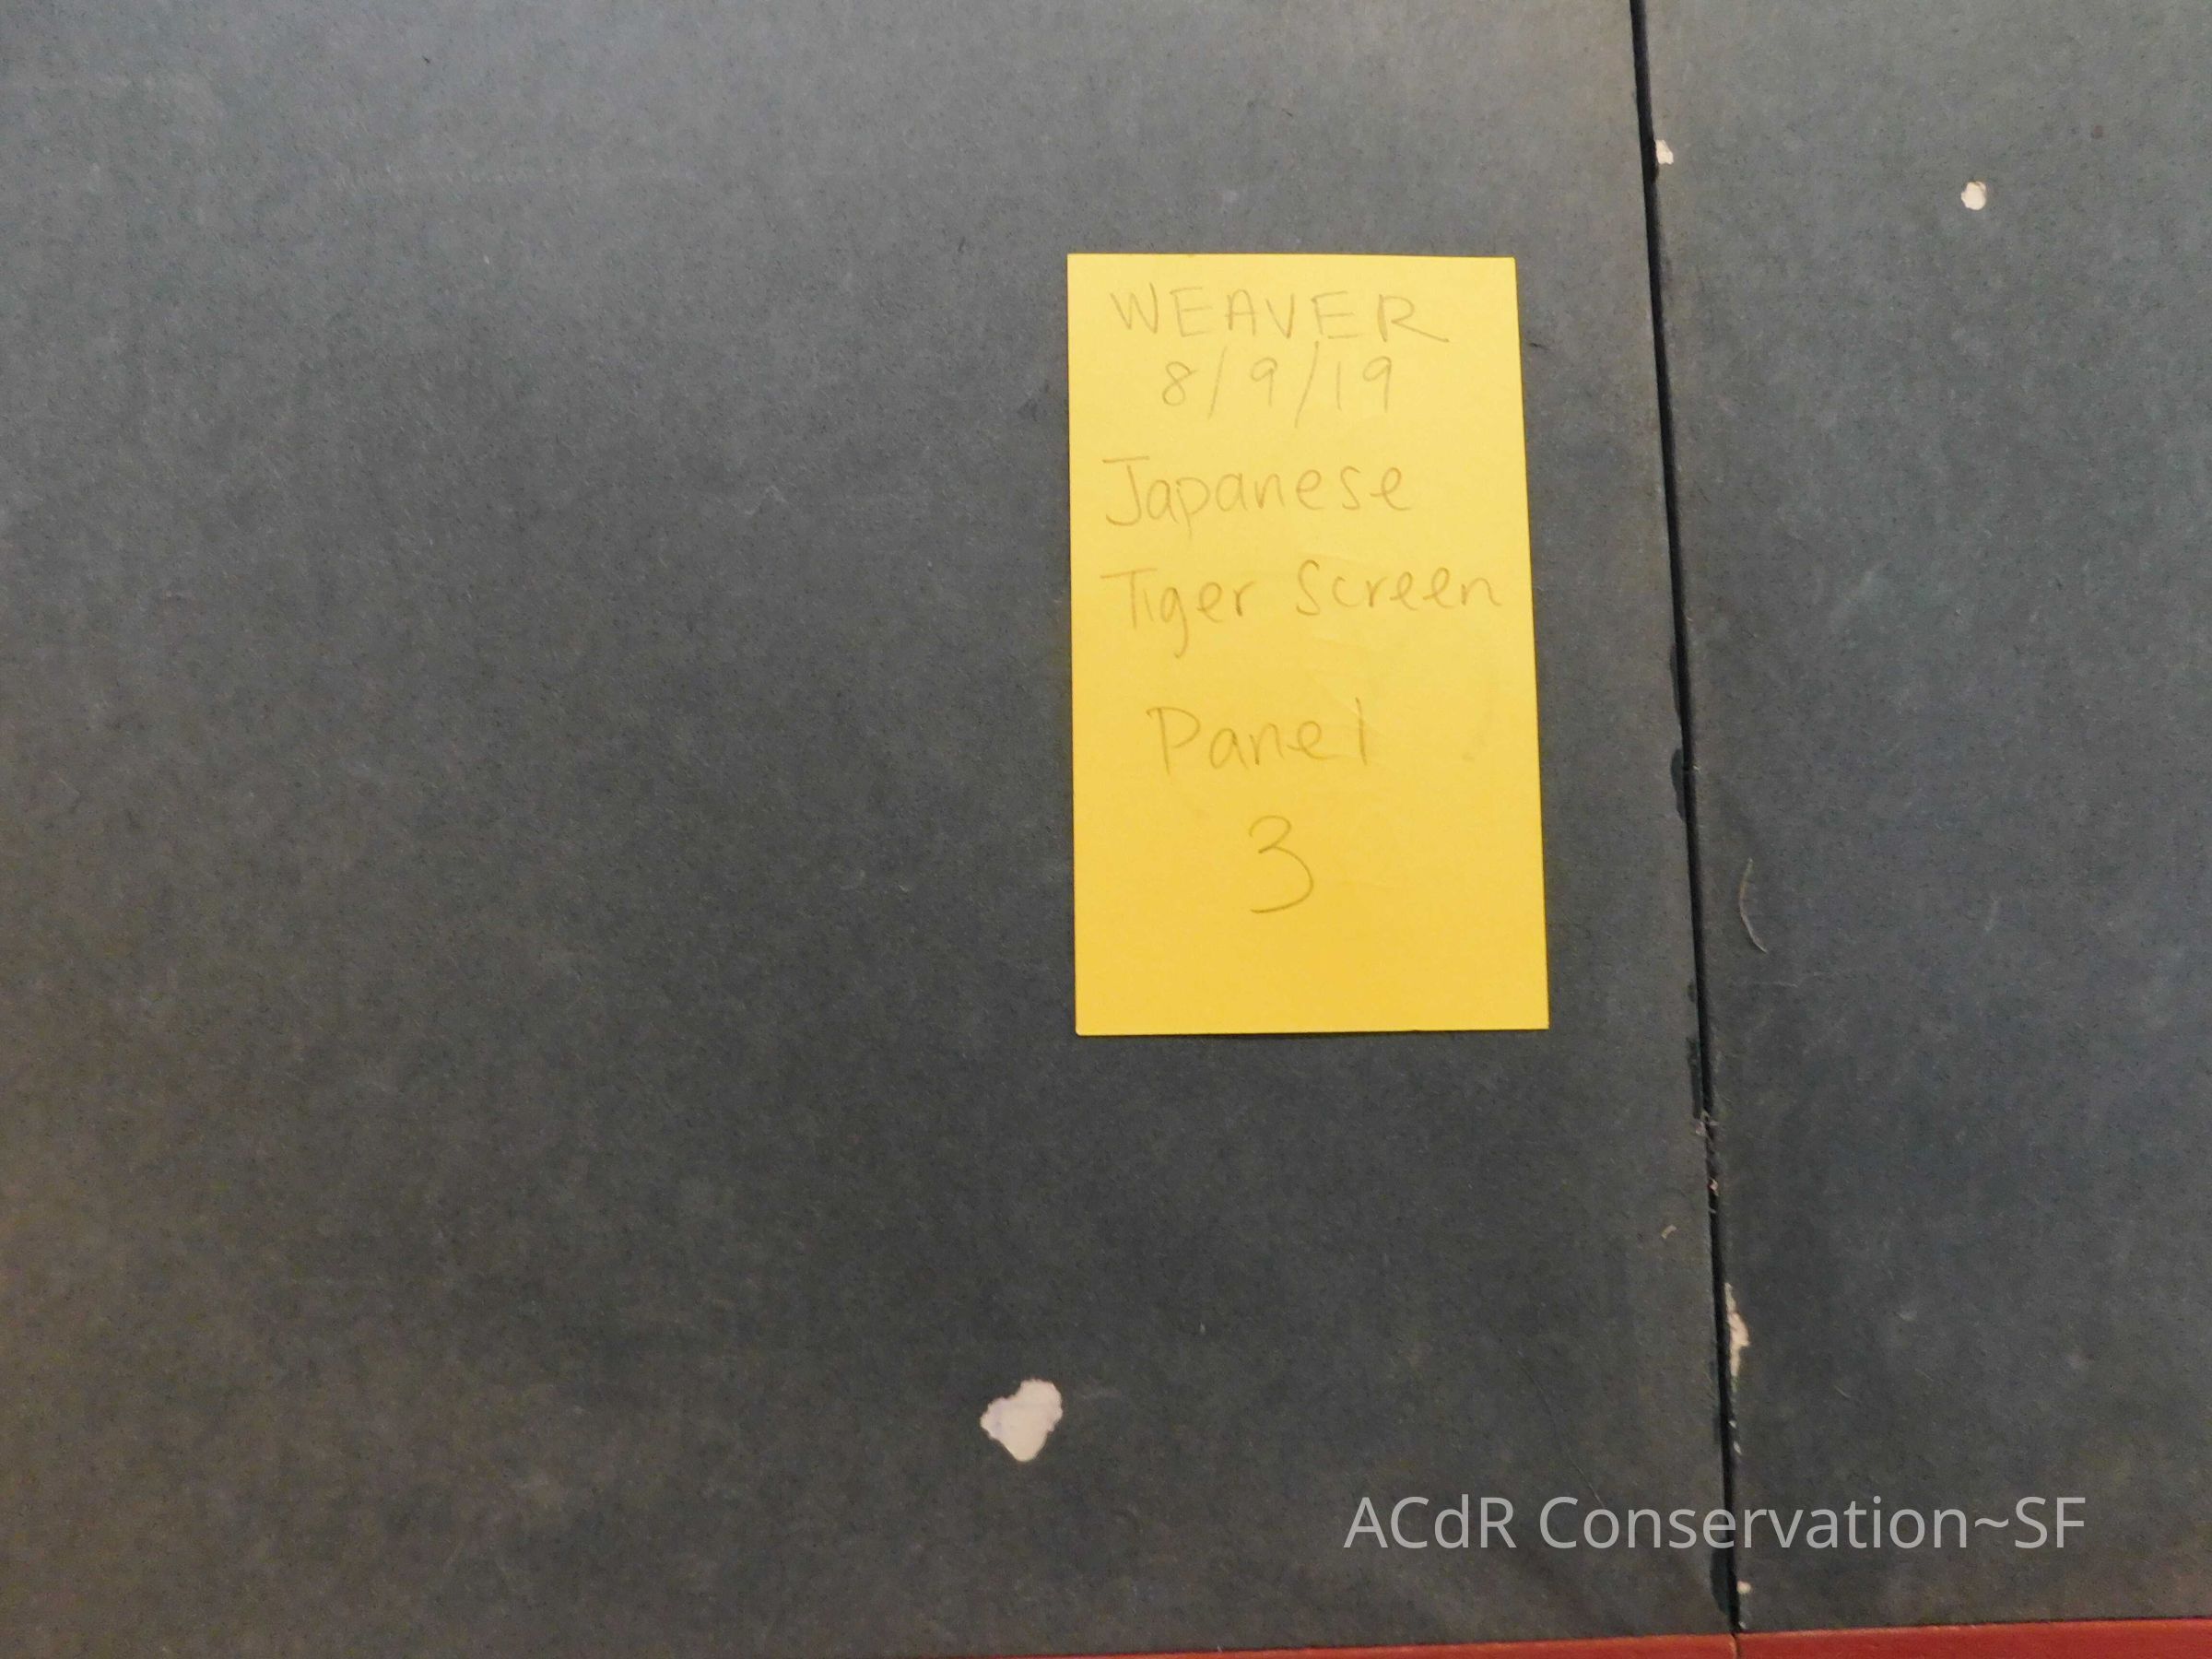 WEAVER
8/9/19
Japanese
Tiger Screen
Panel
3
ACdR Conservation~SF